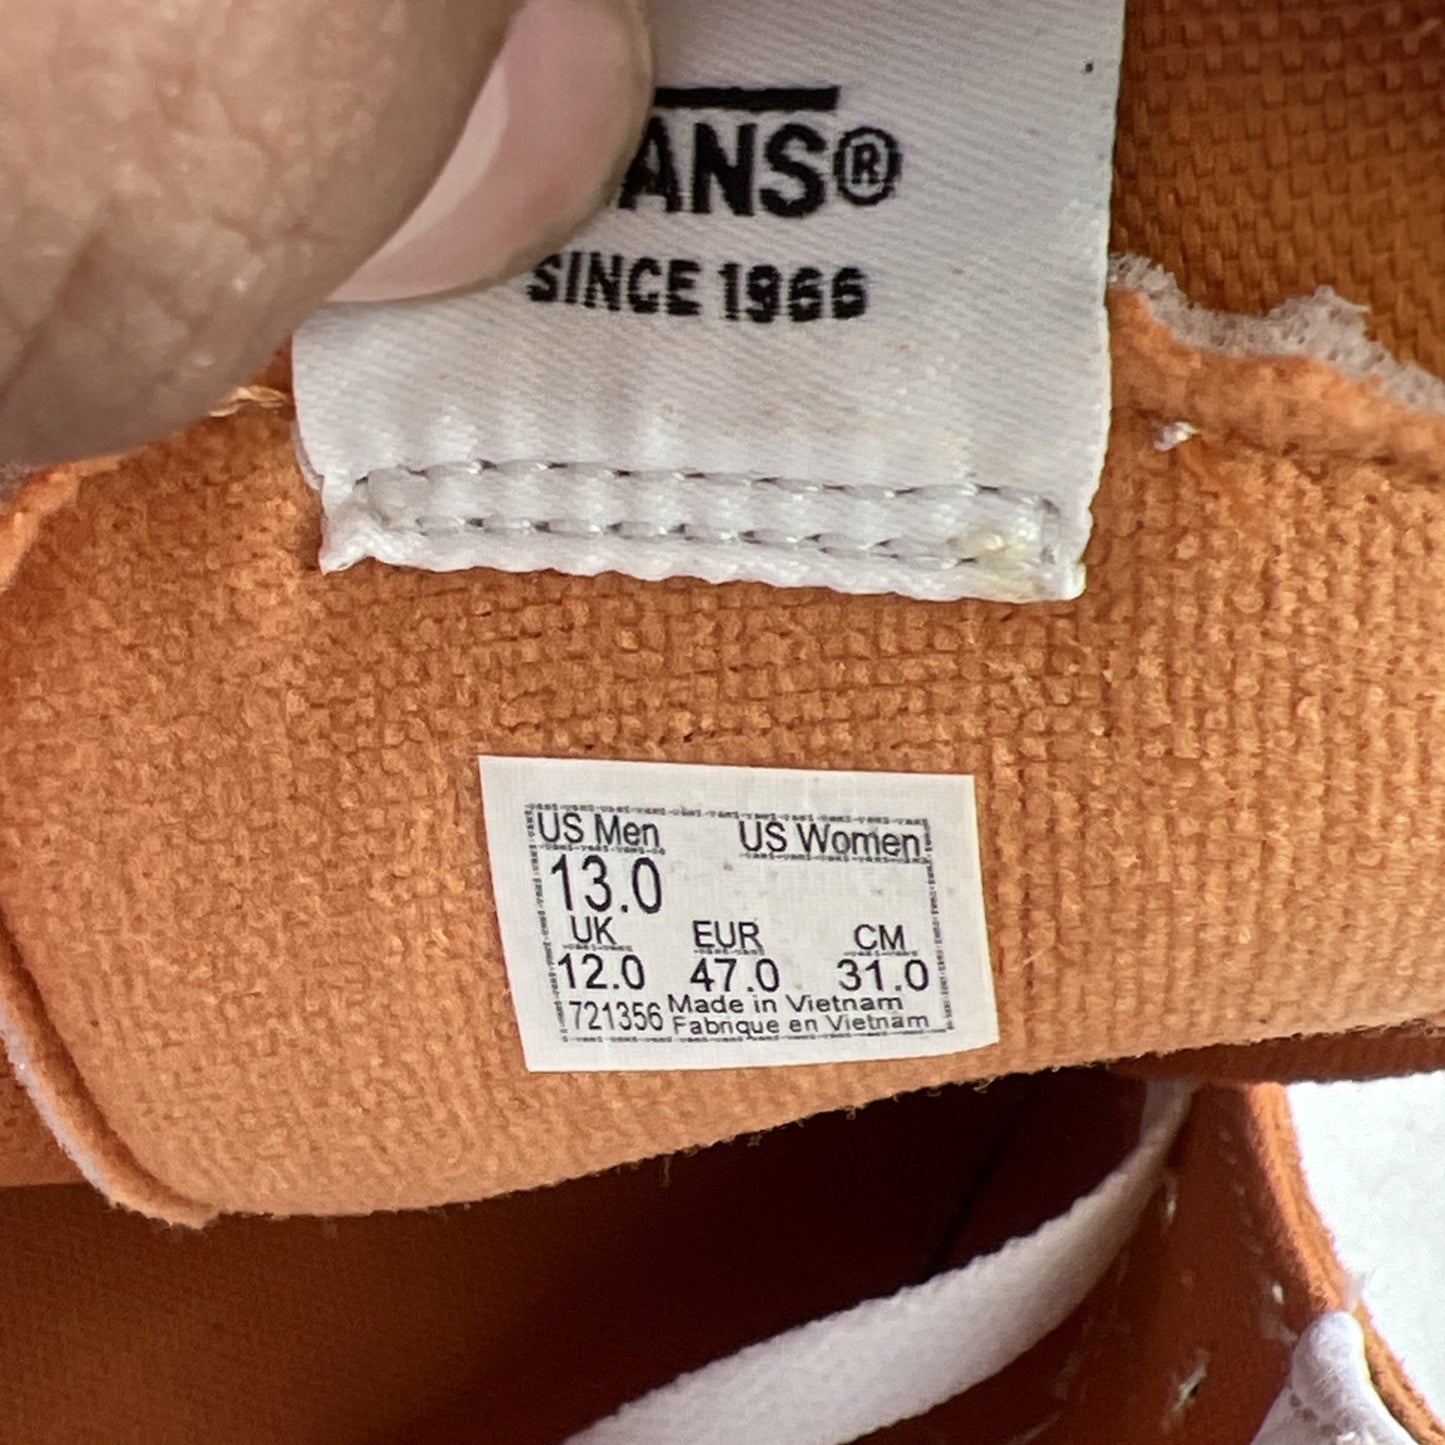 ANS®
SINCE 1966
US Men US Women
13.0
UK EUR CM
12.0 47.0 31.0
721356 Made in Vietnam
Fabrique en Vietnam